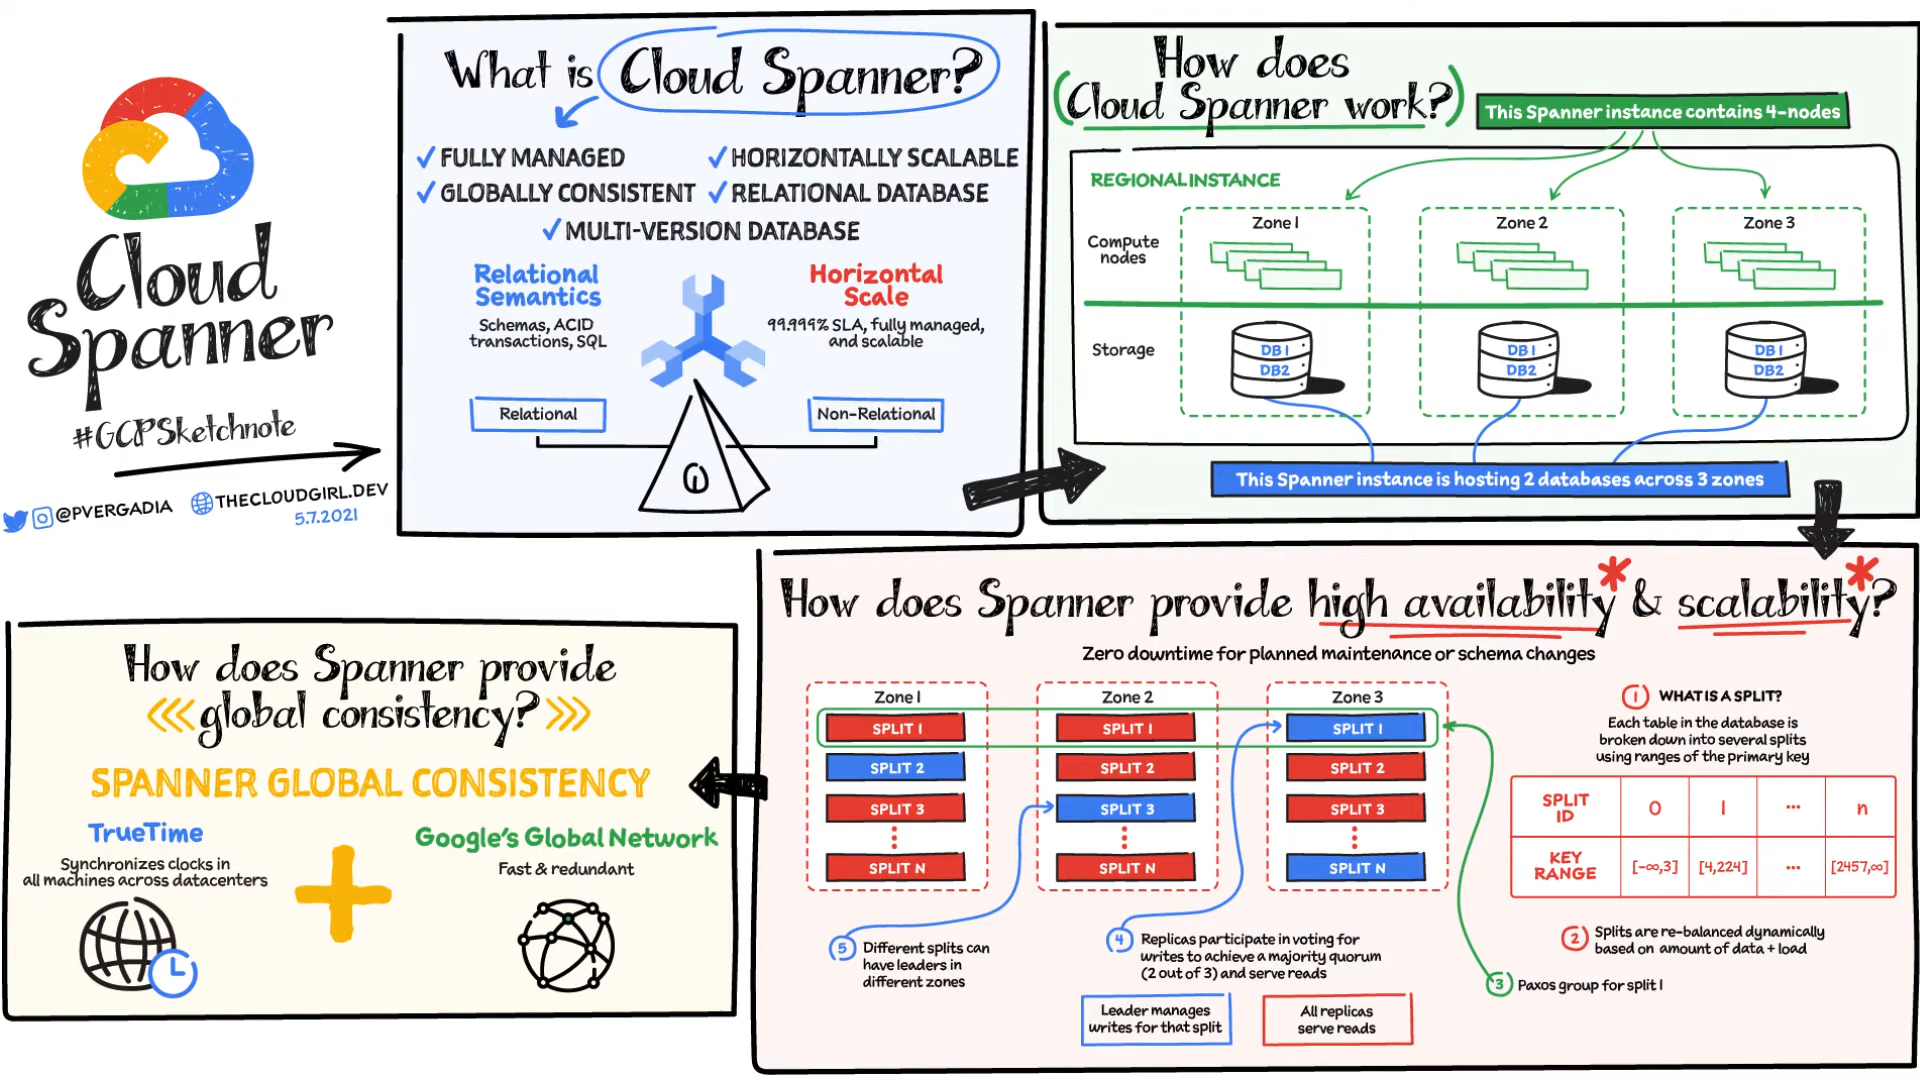 Cloud
Spanner
#GCPSketchnote
@PVERGADIA
THECLOUDGIRL.DEV
5.7.2021
What is Cloud Spanner?
✓ FULLY MANAGED
✓ HORIZONTALLY SCALABLE
✓ GLOBALLY CONSISTENT
✓ RELATIONAL DATABASE
✓ MULTI-VERSION DATABASE
Relational
Semantics
Schemas, ACID
transactions, SQL
Horizontal
Scale
99.999% SLA, fully managed,
and scalable
Relational
Non-Relational
How does
(Cloud Spanner work?)
This Spanner instance contains 4-nodes
REGIONAL INSTANCE
Zone 1
Zone 2
Zone 3
Compute
nodes
Storage
DB1
DB2
DB1
DB2
DB1
DB2
This Spanner instance is hosting 2 databases across 3 zones
How does Spanner provide high availability* & scalability*?
Zero downtime for planned maintenance or schema changes
Zone 1
SPLIT 1
SPLIT 2
SPLIT 3
SPLIT N
Zone 2
SPLIT 1
SPLIT 2
SPLIT 3
SPLIT N
Zone 3
SPLIT 1
SPLIT 2
SPLIT 3
SPLIT N
1 WHAT IS A SPLIT?
Each table in the database is
broken down into several splits
using ranges of the primary key
SPLIT
ID
0
1
...
n
KEY
RANGE
[-∞,3]
[4,224]
...
[2457,∞]
2 Splits are re-balanced dynamically
based on amount of data + load
3 Paxos group for split 1
4 Replicas participate in voting for
writes to achieve a majority quorum
(2 out of 3) and serve reads
5 Different splits can
have leaders in
different zones
Leader manages
writes for that split
All replicas
serve reads
How does Spanner provide
<<< global consistency? >>>
SPANNER GLOBAL CONSISTENCY
TrueTime
Synchronizes clocks in
all machines across datacenters
+
Google's Global Network
Fast & redundant